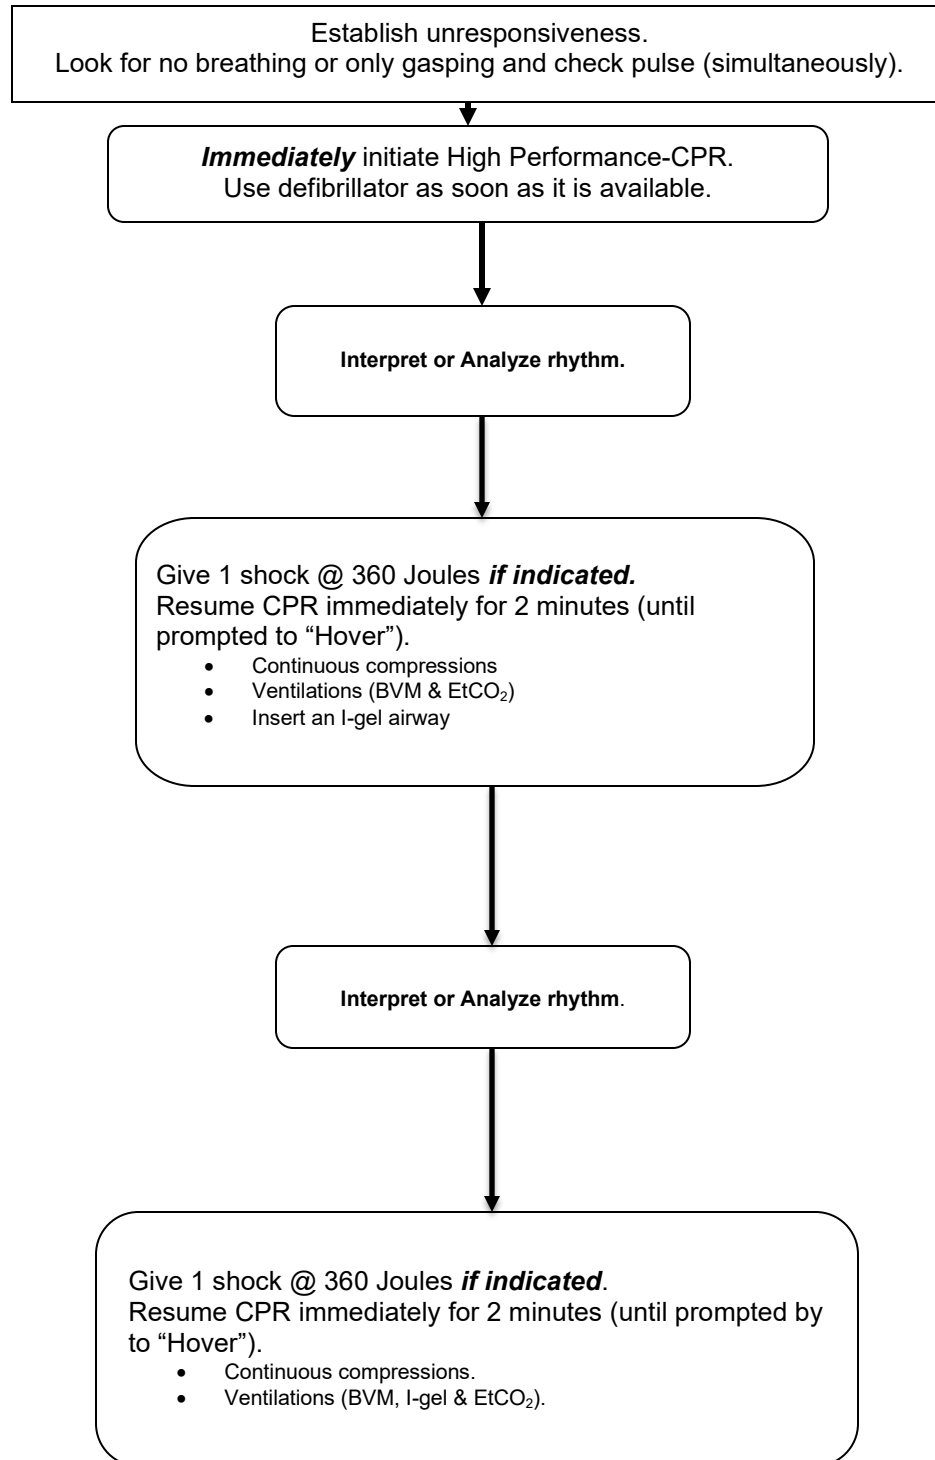 Establish unresponsiveness.
Look for no breathing or only gasping and check pulse (simultaneously).
Immediately initiate High Performance-CPR.
Use defibrillator as soon as it is available.
Interpret or Analyze rhythm.
Give 1 shock @ 360 Joules if indicated.
Resume CPR immediately for 2 minutes (until
prompted to “Hover”).
• Continuous compressions
• Ventilations (BVM & EtCO₂)
• Insert an I-gel airway
Interpret or Analyze rhythm.
Give 1 shock @ 360 Joules if indicated.
Resume CPR immediately for 2 minutes (until prompted by
to “Hover”).
• Continuous compressions.
• Ventilations (BVM, I-gel & EtCO₂).